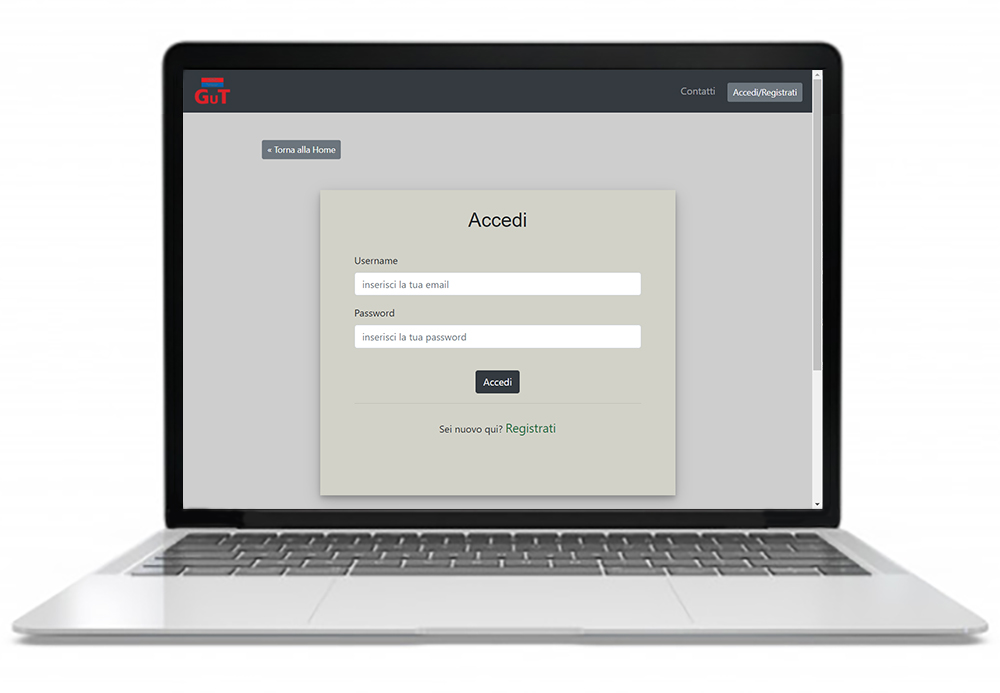 GuT
Contatti
Accedi/Registrati
« Torna alla Home
Accedi
Username
inserisci la tua email
Password
inserisci la tua password
Accedi
Sei nuovo qui? Registrati